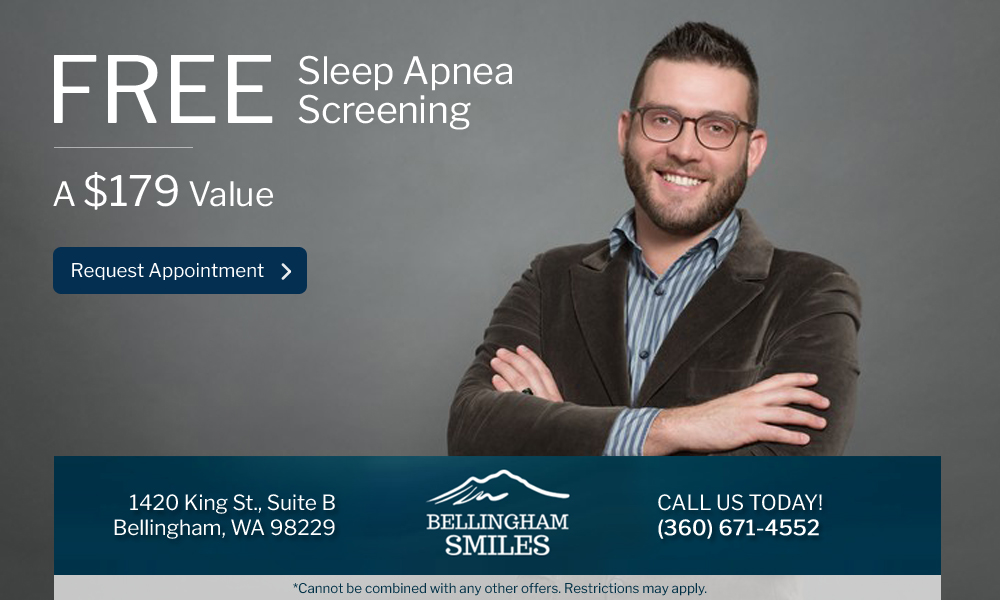 FREE
Sleep Apnea
Screening
A $179 Value
Request Appointment
1420 King St., Suite B
Bellingham, WA 98229
BELLINGHAM
SMILES
CALL US TODAY!
(360) 671-4552
*Cannot be combined with any other offers. Restrictions may apply.